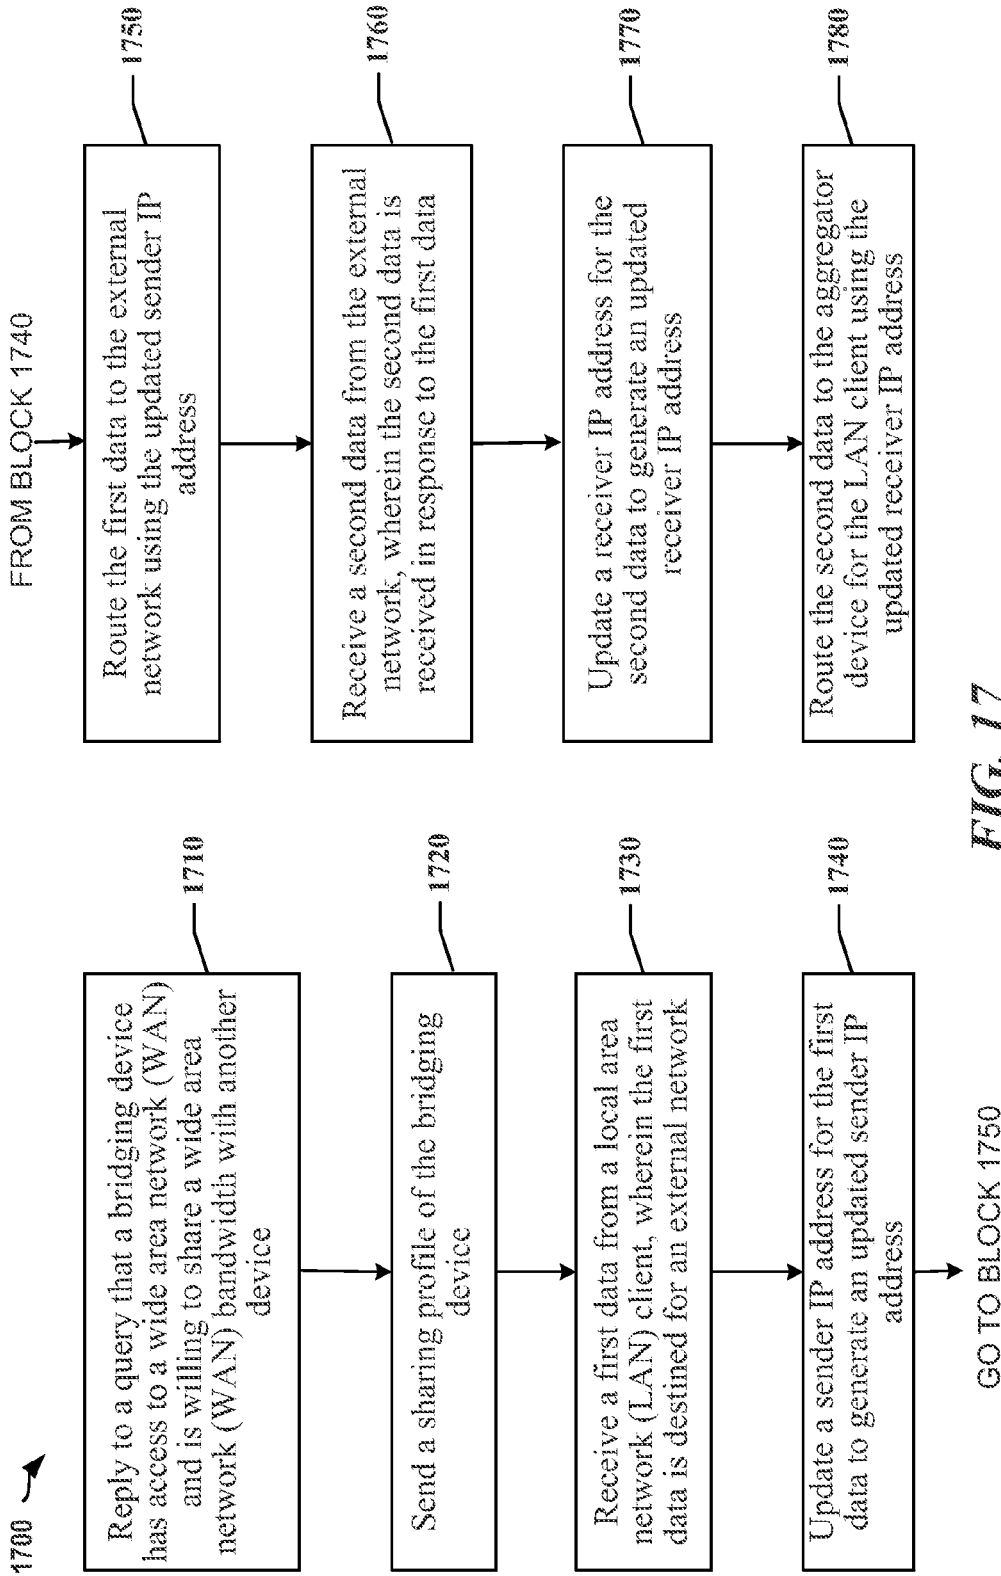 1700
Reply to a query that a bridging device
has access to a wide area network (WAN)
and is willing to share a wide area
network (WAN) bandwidth with another
device
1710
Send a sharing profile of the bridging
device
1720
Receive a first data from a local area
network (LAN) client, wherein the first
data is destined for an external network
1730
Update a sender IP address for the first
data to generate an updated sender IP
address
1740
GO TO BLOCK 1750
FROM BLOCK 1740
Route the first data to the external
network using the updated sender IP
address
1750
Receive a second data from the external
network, wherein the second data is
received in response to the first data
1760
Update a receiver IP address for the
second data to generate an updated
receiver IP address
1770
Route the second data to the aggregator
device for the LAN client using the
updated receiver IP address
1780
FIG. 17